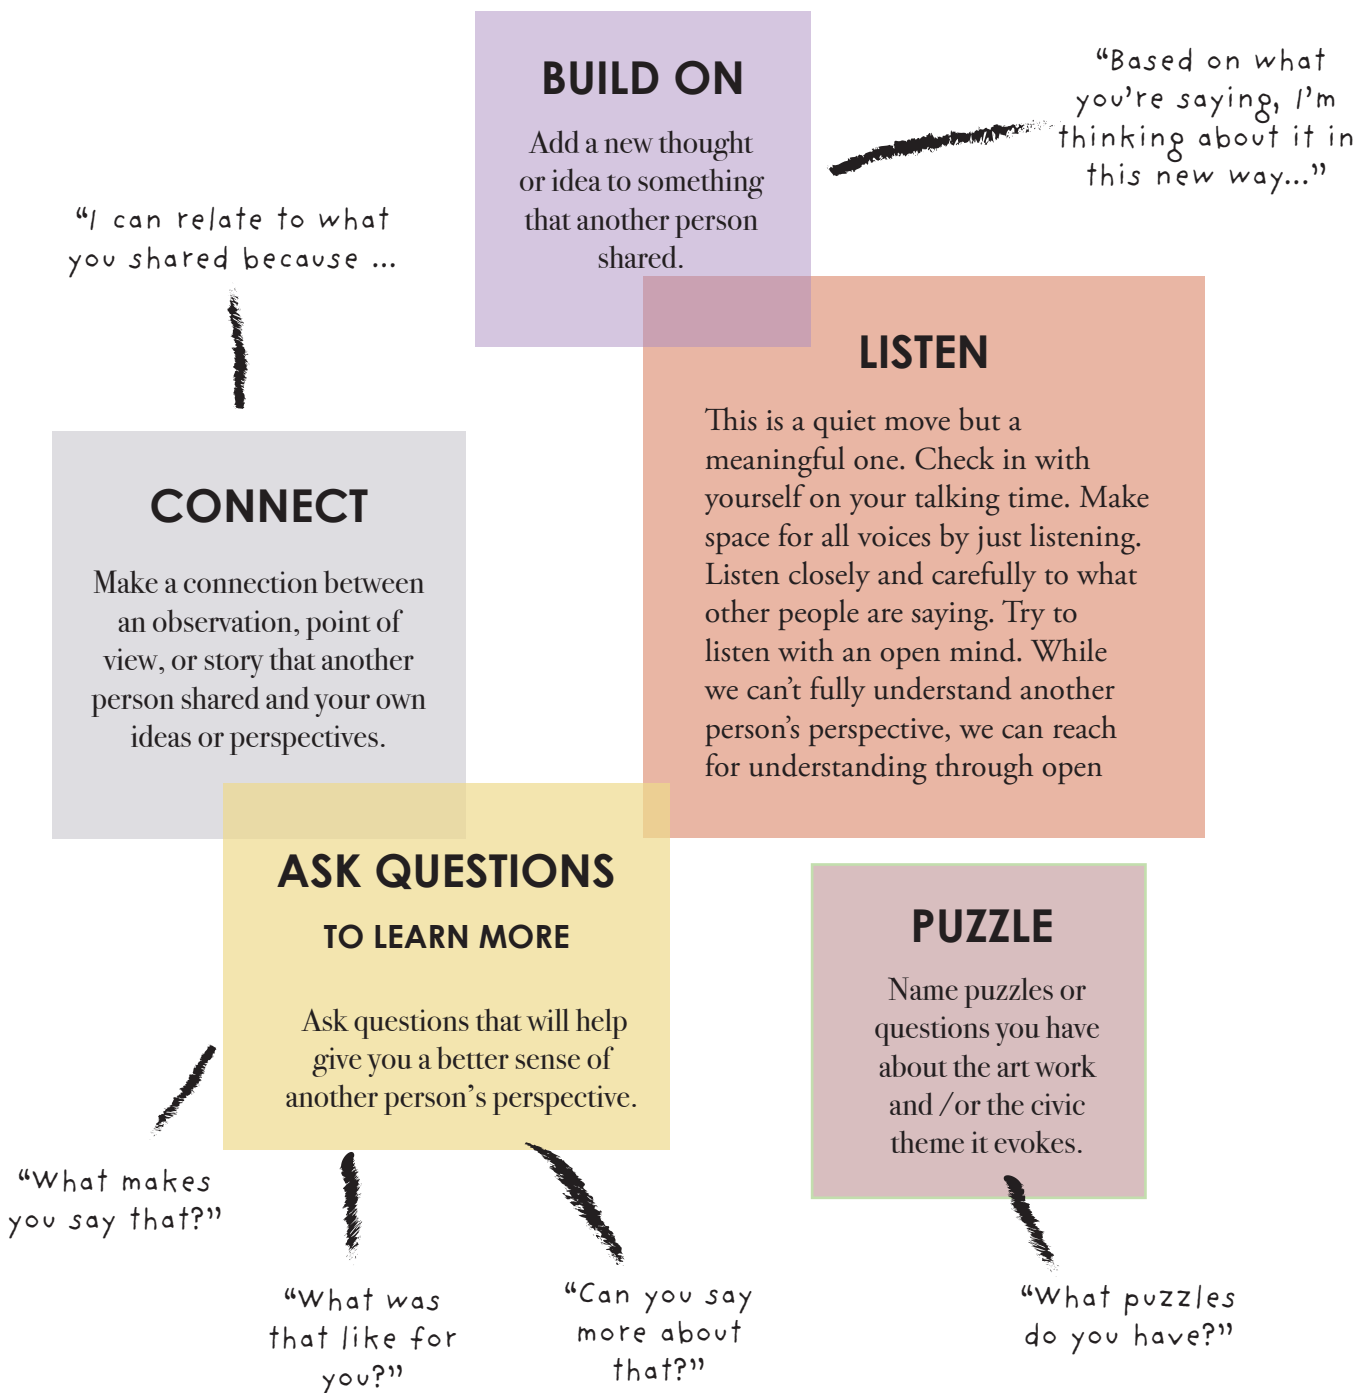 BUILD ON
Add a new thought
or idea to something
that another person
shared.
“Based on what
you’re saying, I’m
thinking about it in
this new way...”
“I can relate to what
you shared because ...
LISTEN
This is a quiet move but a
meaningful one. Check in with
yourself on your talking time. Make
space for all voices by just listening.
Listen closely and carefully to what
other people are saying. Try to
listen with an open mind. While
we can’t fully understand another
person’s perspective, we can reach
for understanding through open
CONNECT
Make a connection between
an observation, point of
view, or story that another
person shared and your own
ideas or perspectives.
ASK QUESTIONS
TO LEARN MORE
Ask questions that will help
give you a better sense of
another person’s perspective.
PUZZLE
Name puzzles or
questions you have
about the art work
and /or the civic
theme it evokes.
“What makes
you say that?”
“What was
that like for
you?”
“Can you say
more about
that?”
“What puzzles
do you have?”